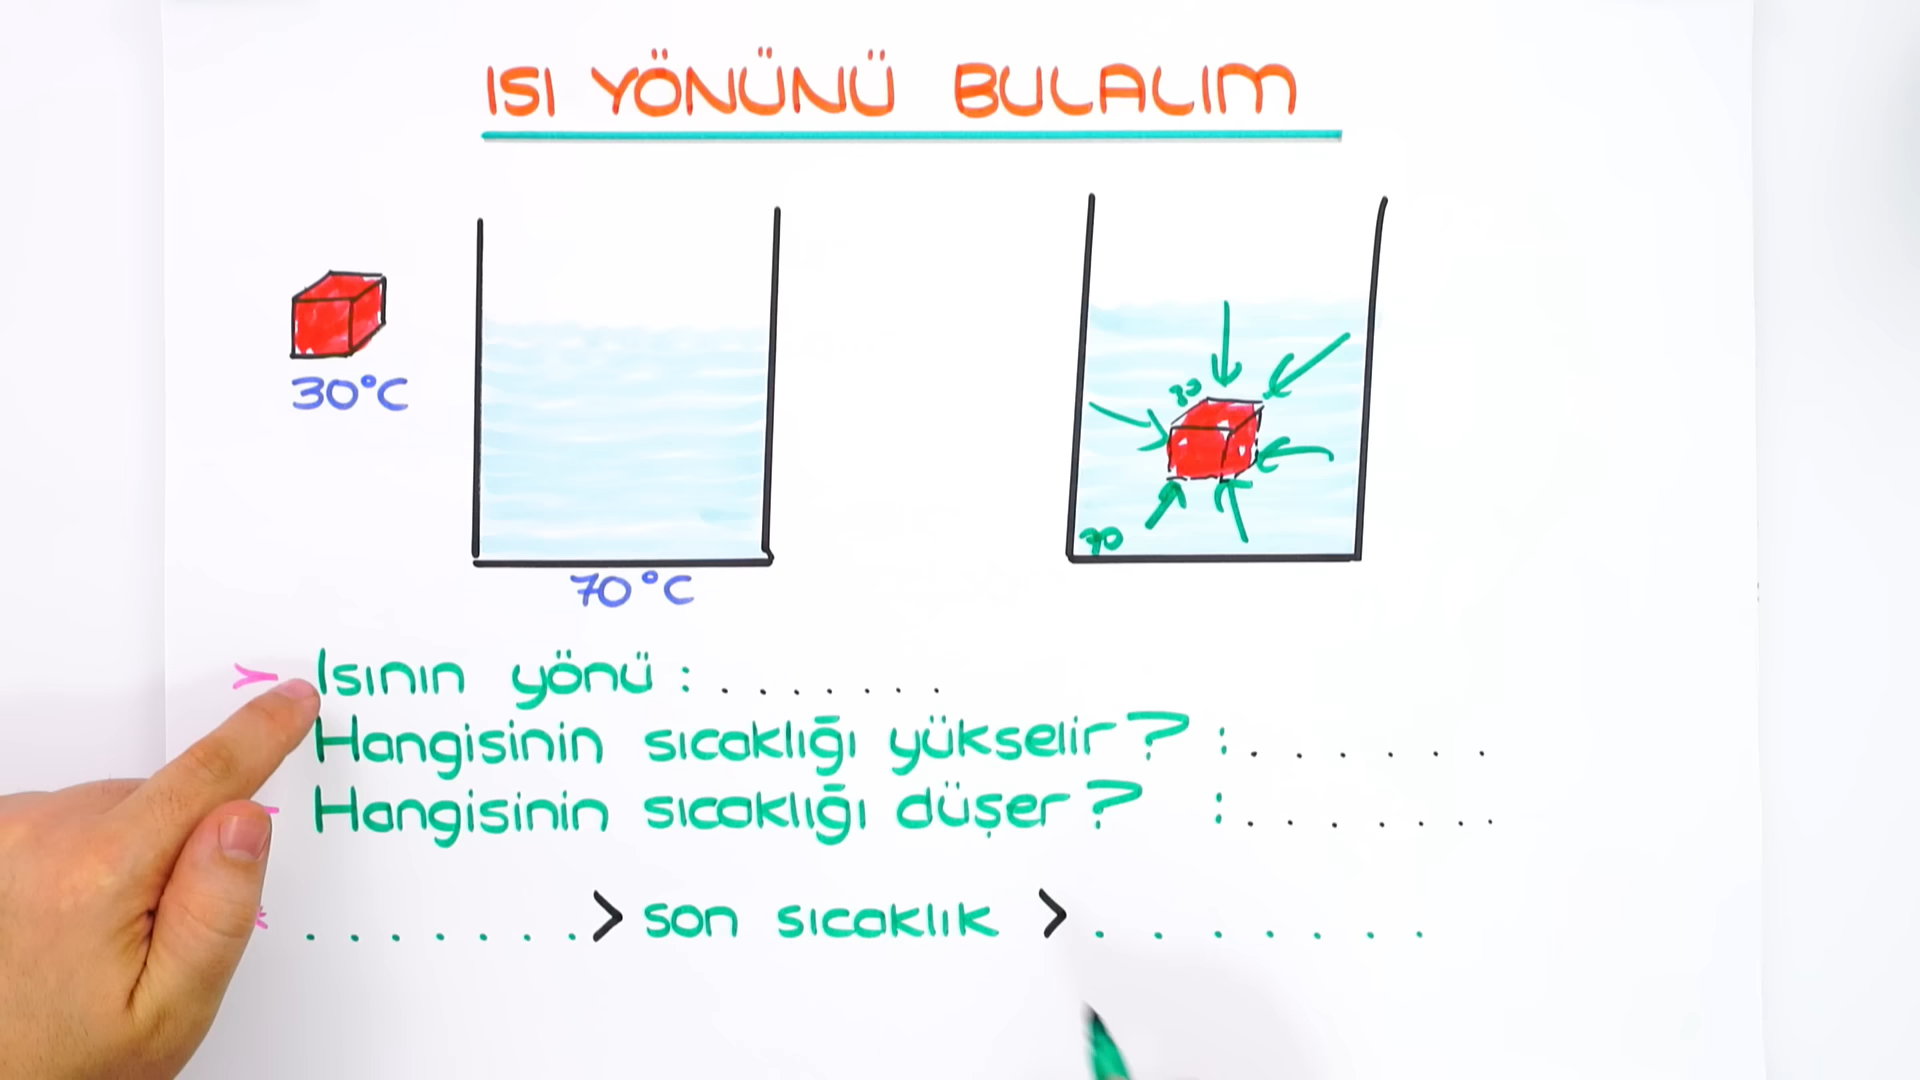 ISI YÖNÜNÜ BULALIM
30°C
70°C
30
70
Isının yönü : . . . . . . .
Hangisinin sıcaklığı yükselir? : . . . . . .
Hangisinin sıcaklığı düşer? : . . . . . . .
. . . . . . . > son sıcaklık > . . . . . . .